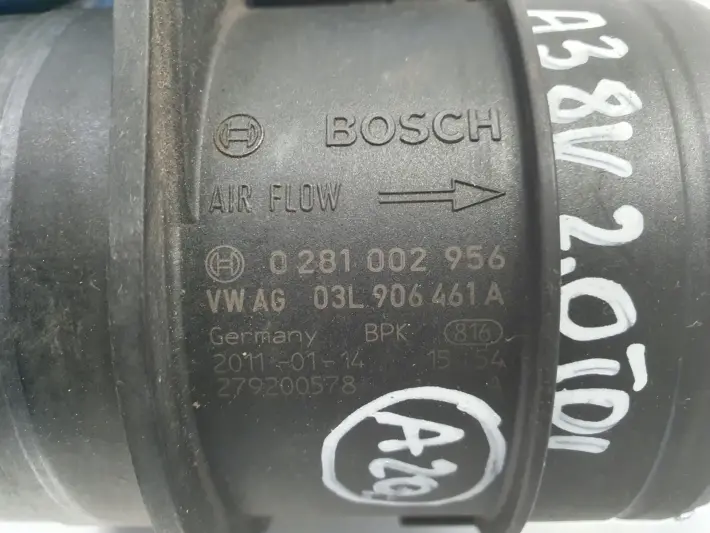 BOSCH
AIR FLOW
0 281 002 956
VW AG 03L 906 461 A
Germany BPK 816
2011-01-14 15:54
279200578 A
A3 8V 2.0 TDI
A20